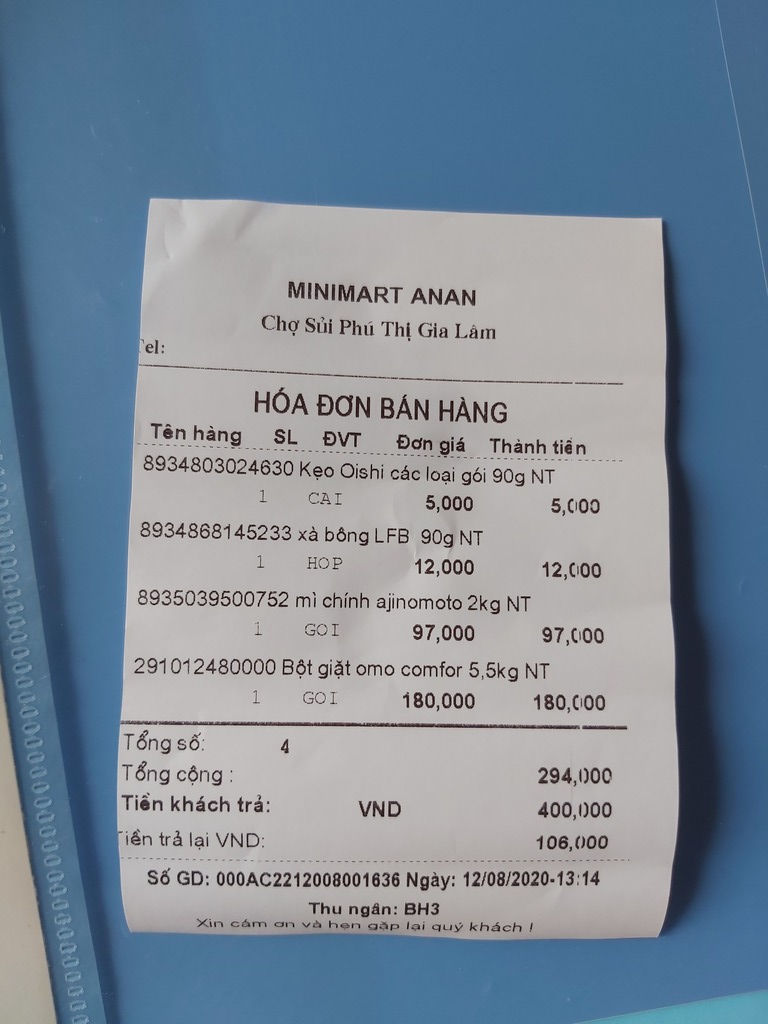 MINIMART ANAN
Chợ Sủi Phú Thị Gia Lâm
Tel:
HÓA ĐƠN BÁN HÀNG
Tên hàng SL ĐVT Đơn giá Thành tiền
8934803024630 Kẹo Oishi các loại gói 90g NT
1 CAI 5,000 5,000
8934868145233 xà bông LFB 90g NT
1 HOP 12,000 12,000
8935039500752 mì chính ajinomoto 2kg NT
1 GOI 97,000 97,000
291012480000 Bột giặt omo comfor 5,5kg NT
1 GOI 180,000 180,000
Tổng số: 4
Tổng cộng : 294,000
Tiền khách trả: VND 400,000
Tiền trả lại VND: 106,000
Số GD: 000AC2212008001636 Ngày: 12/08/2020-13:14
Thu ngân: BH3
Xin cám ơn và hẹn gặp lại quý khách !